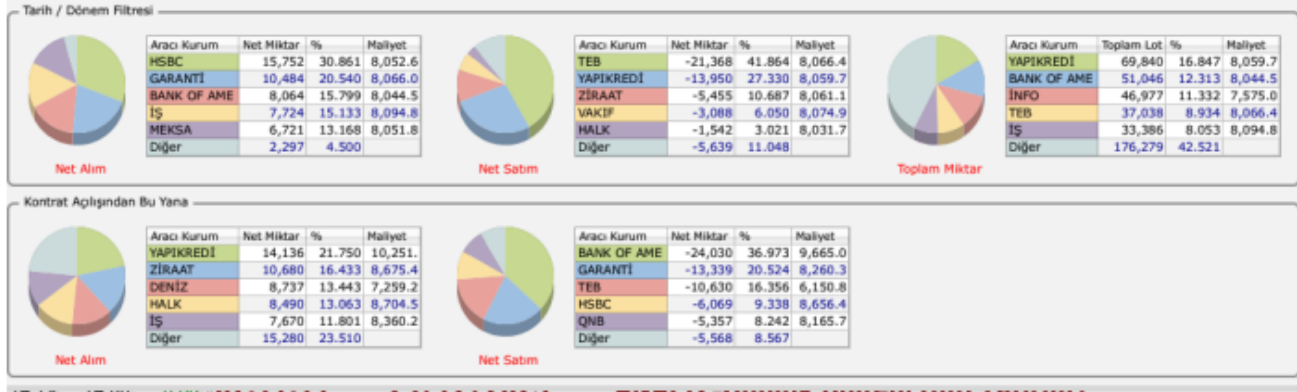 Tarih / Dönem Filtresi
Aracı Kurum Net Miktar % Maliyet
HSBC 15,752 30.861 8,052.6
GARANTİ 10,484 20.540 8,066.0
BANK OF AME 8,064 15.799 8,044.5
İŞ 7,724 15.133 8,094.8
MEKSA 6,721 13.168 8,051.8
Diğer 2,297 4.500
Net Alım
Aracı Kurum Net Miktar % Maliyet
TEB -21,368 41.864 8,066.4
YAPIKREDİ -13,950 27.330 8,059.7
ZİRAAT -5,455 10.687 8,061.1
VAKIF -3,088 6.050 8,074.9
HALK -1,542 3.021 8,031.7
Diğer -5,639 11.048
Net Satım
Aracı Kurum Toplam Lot % Maliyet
YAPIKREDİ 69,840 16.847 8,059.7
BANK OF AME 51,046 12.313 8,044.5
İNFO 46,977 11.332 7,575.0
TEB 37,038 8.934 8,066.4
İŞ 33,386 8.053 8,094.8
Diğer 176,279 42.521
Toplam Miktar
Kontrat Açılışından Bu Yana
Aracı Kurum Net Miktar % Maliyet
YAPIKREDİ 14,136 21.750 10,251.
ZİRAAT 10,680 16.433 8,675.4
DENİZ 8,737 13.443 7,259.2
HALK 8,490 13.063 8,704.5
İŞ 7,670 11.801 8,360.2
Diğer 15,280 23.510
Net Alım
Aracı Kurum Net Miktar % Maliyet
BANK OF AME -24,030 36.973 9,665.0
GARANTİ -13,339 20.524 8,260.3
TEB -10,630 16.356 6,150.8
HSBC -6,069 9.338 8,656.4
QNB -5,357 8.242 8,165.7
Diğer -5,568 8.567
Net Satım